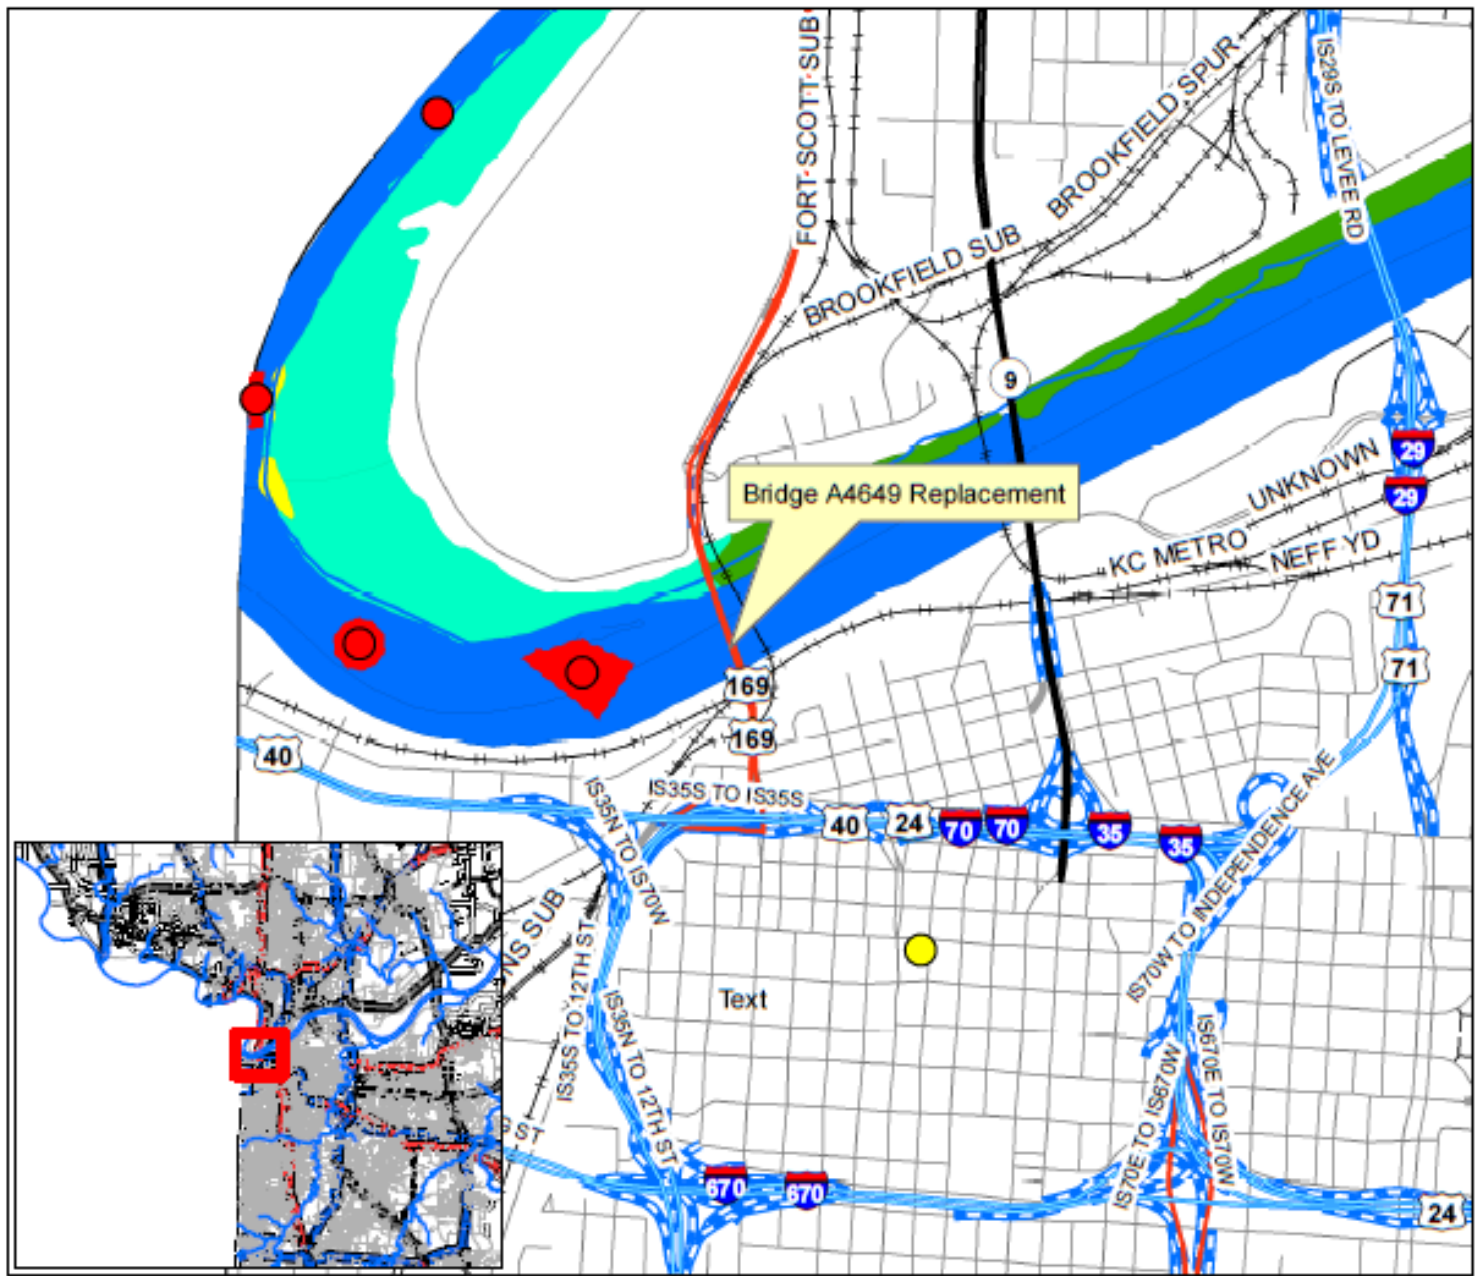 FORT SCOTT SUB
BROOKFIELD SPUR
IS29S TO LEVEE RD
BROOKFIELD SUB
9
29
UNKNOWN
Bridge A4649 Replacement
29
KC METRO
NEFF YD
71
71
169
169
40
IS35S TO IS35S
IS35N TO IS70W
40
24
70
70
35
35
IS70W TO INDEPENDENCE AVE
NS SUB
IS35S TO 12TH ST
Text
IS35N TO 12TH ST
IS70E TO IS670W
IS670E TO IS70W
ST
670
670
24